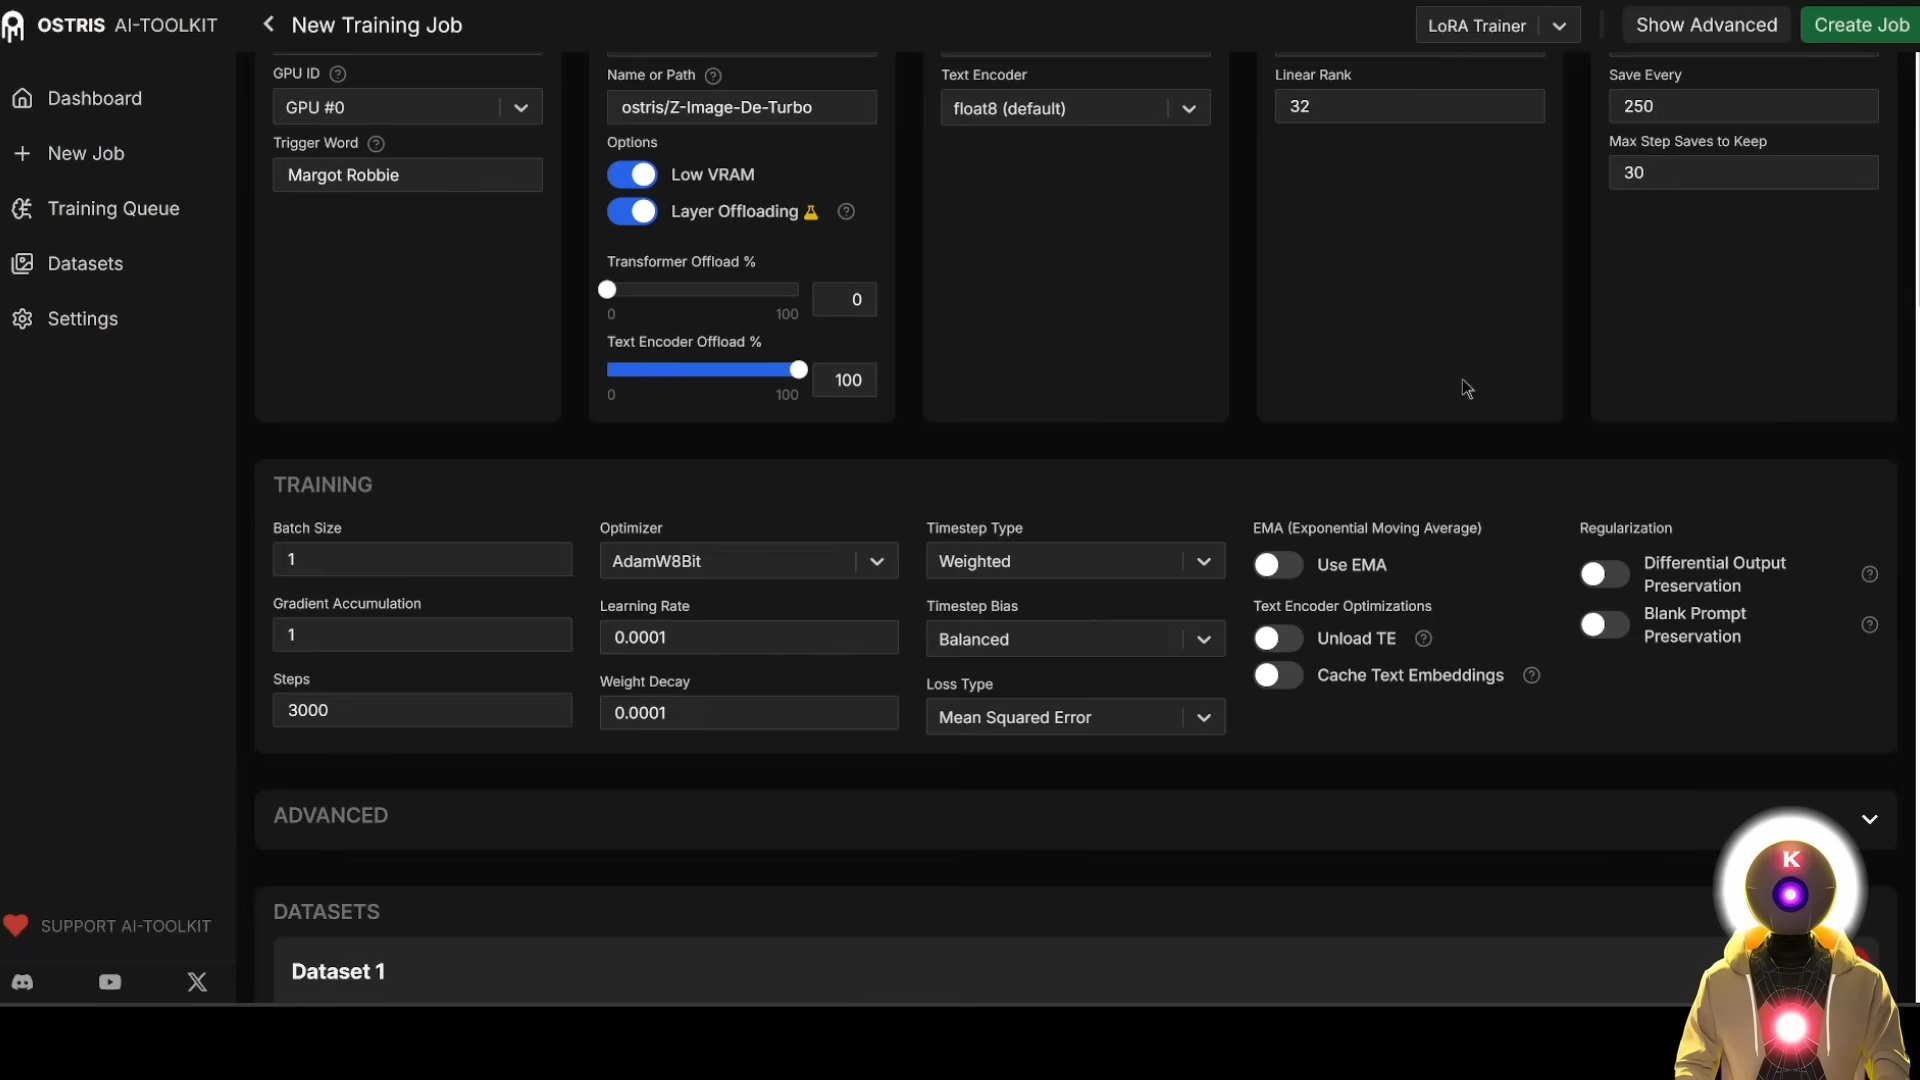 OSTRIS AI-TOOLKIT
New Training Job
LoRA Trainer
Show Advanced
Create Job
Dashboard
New Job
Training Queue
Datasets
Settings
GPU ID
GPU #0
Trigger Word
Margot Robbie
Name or Path
ostris/Z-Image-De-Turbo
Options
Low VRAM
Layer Offloading
Transformer Offload %
0
0 100
Text Encoder Offload %
100
0 100
Text Encoder
float8 (default)
Linear Rank
32
Save Every
250
Max Step Saves to Keep
30
TRAINING
Batch Size
1
Gradient Accumulation
1
Steps
3000
Optimizer
AdamW8Bit
Learning Rate
0.0001
Weight Decay
0.0001
Timestep Type
Weighted
Timestep Bias
Balanced
Loss Type
Mean Squared Error
EMA (Exponential Moving Average)
Use EMA
Text Encoder Optimizations
Unload TE
Cache Text Embeddings
Regularization
Differential Output
Preservation
Blank Prompt
Preservation
ADVANCED
DATASETS
Dataset 1
SUPPORT AI-TOOLKIT
K